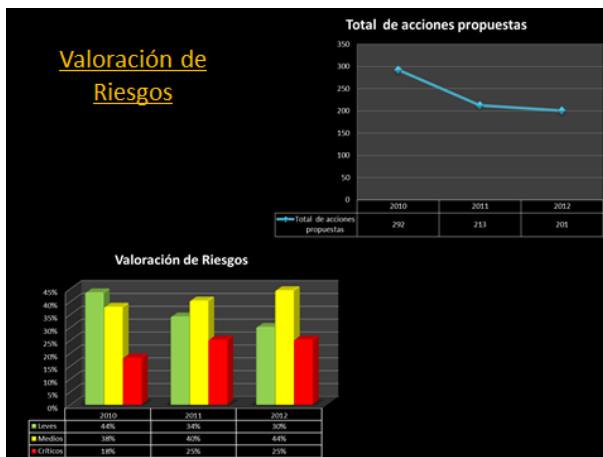 Valoración de
Riesgos
Total de acciones propuestas
350
300
250
200
150
100
50
0
2010 2011 2012
Total de acciones propuestas 292 213 201
Valoración de Riesgos
45%
40%
35%
30%
25%
20%
15%
10%
5%
0%
2010 2011 2012
Leves 44% 34% 30%
Medios 38% 40% 44%
Críticos 18% 25% 25%